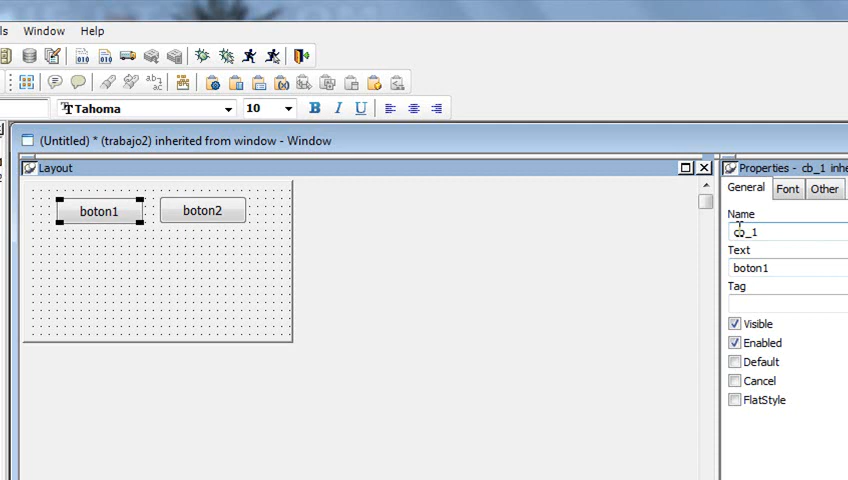 ls Window Help
Tahoma 10 B I U
(Untitled) * (trabajo2) inherited from window - Window
Layout
Properties - cb_1 inhe
General Font Other
Name
cb_1
Text
boton1
Tag
Visible
Enabled
Default
Cancel
FlatStyle
boton1 boton2